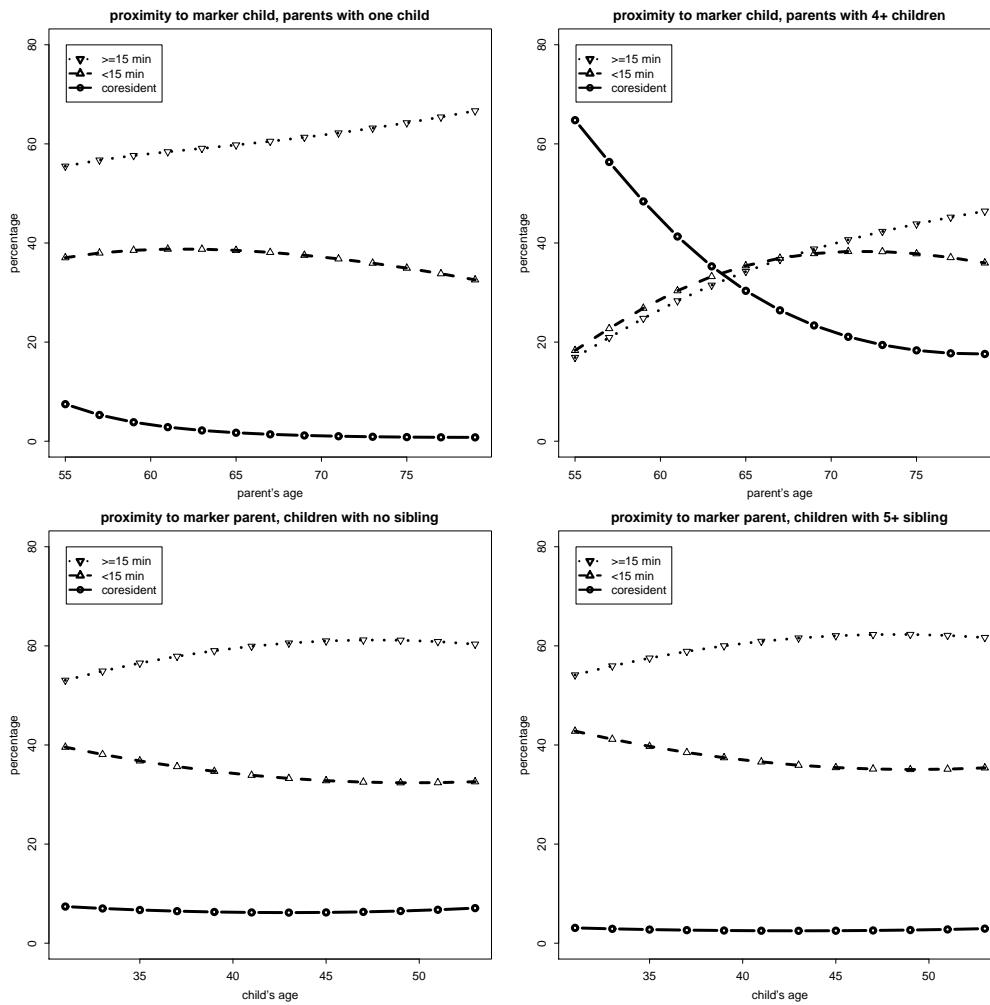 proximity to marker child, parents with one child
80
60
40
20
0
percentage
>=15 min
<15 min
coresident
55 60 65 70 75
parent's age
proximity to marker child, parents with 4+ children
80
60
40
20
0
percentage
>=15 min
<15 min
coresident
55 60 65 70 75
parent's age
proximity to marker parent, children with no sibling
80
60
40
20
0
percentage
>=15 min
<15 min
coresident
35 40 45 50
child's age
proximity to marker parent, children with 5+ sibling
80
60
40
20
0
percentage
>=15 min
<15 min
coresident
35 40 45 50
child's age